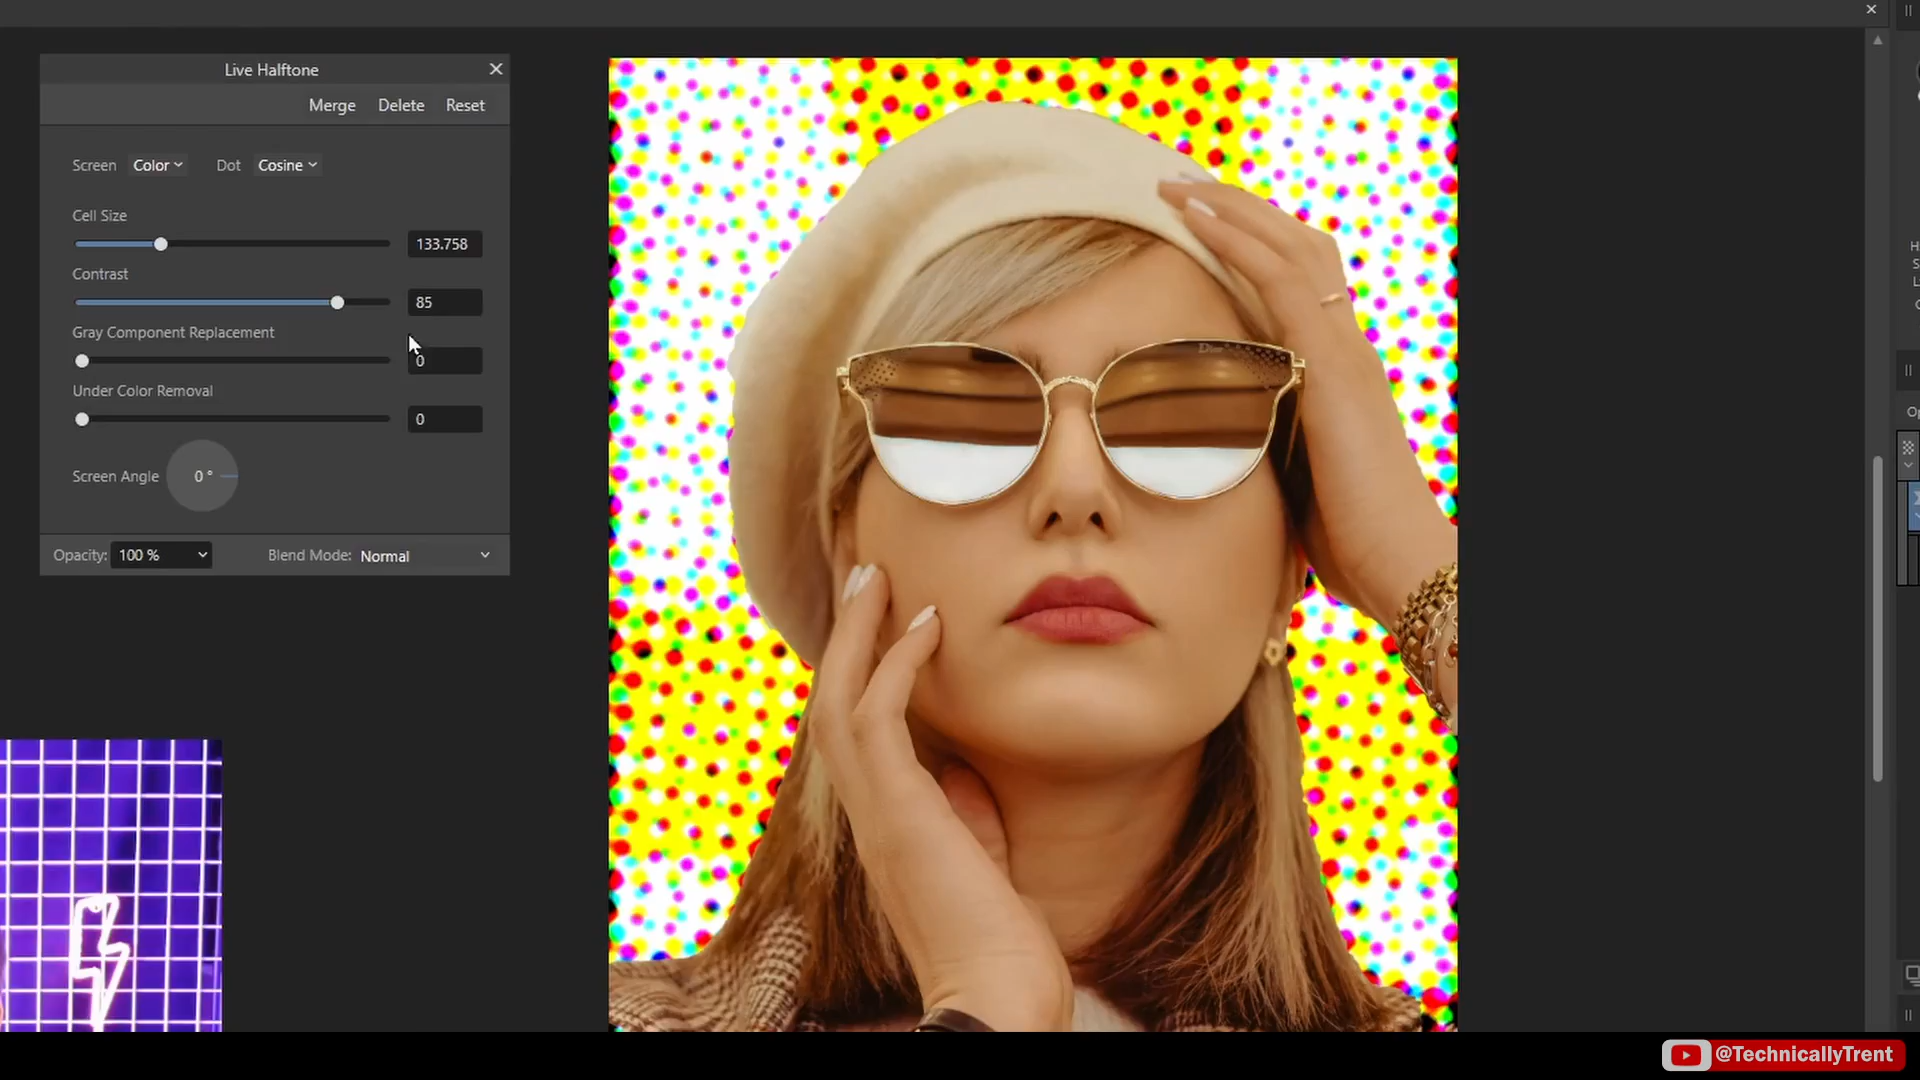 Live Halftone
Merge Delete Reset
Screen Color Dot Cosine
Cell Size
133.758
Contrast
85
Gray Component Replacement
0
Under Color Removal
0
Screen Angle 0 °
Opacity: 100 % Blend Mode: Normal
Dior
@TechnicallyTrent